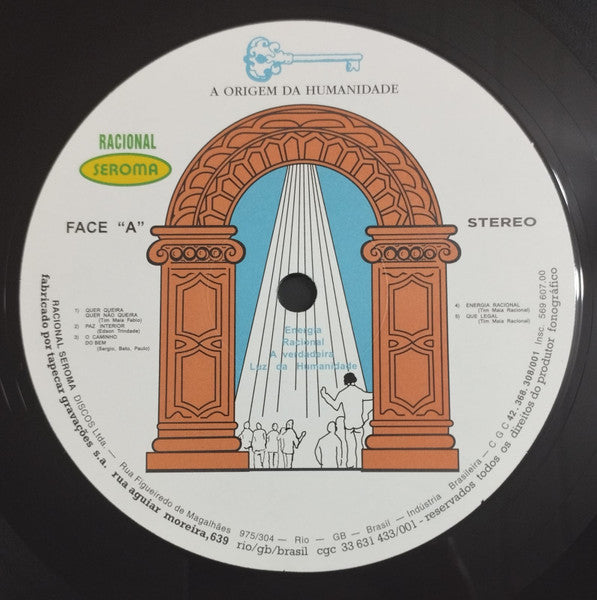 A ORIGEM DA HUMANIDADE
RACIONAL
SEROMA
FACE "A"
STEREO
1) QUER QUEIRA
QUER NÃO QUEIRA
(Tim Maia Fabio)
2) PAZ INTERIOR
(Edson Trindade)
3) O CAMINHO
DO BEM
(Sergio, Beto, Paulo)
4) ENERGIA RACIONAL
(Tim Maia Racional)
5) QUE LEGAL
(Tim Maia Racional)
Energia
Racional
A verdadeira
Luz da Humanidade
RACIONAL SEROMA DISCOS Ltda. — Rua Figueiredo de Magalhães 975/304 — Rio — GB — Brasil — Indústria Brasileira — C G C 42.368.308/001 Insc. 569 607.00
fabricado por tapecar gravações s.a. rua aguiar moreira,639 rio/gb/brasil cgc 33 631 433/001 - reservados todos os direitos do produtor fonográfico